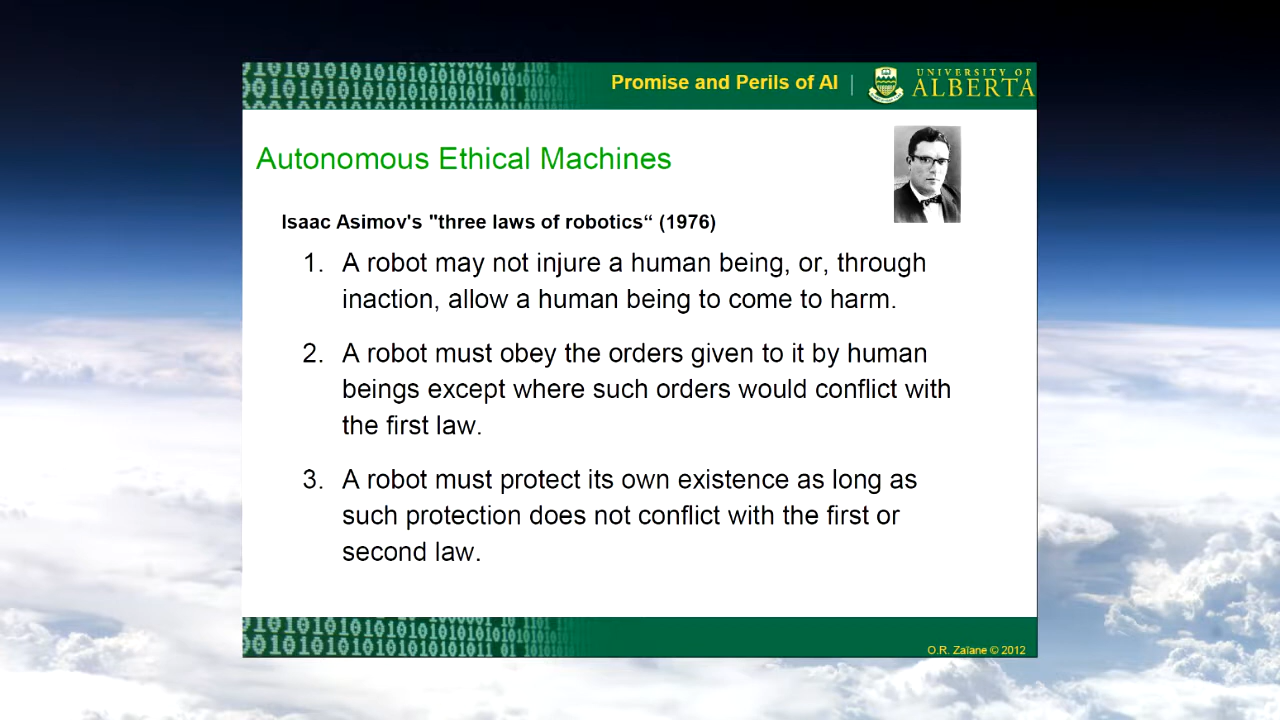 Promise and Perils of AI
UNIVERSITY OF
ALBERTA
Autonomous Ethical Machines
Isaac Asimov's "three laws of robotics“ (1976)
1. A robot may not injure a human being, or, through
inaction, allow a human being to come to harm.
2. A robot must obey the orders given to it by human
beings except where such orders would conflict with
the first law.
3. A robot must protect its own existence as long as
such protection does not conflict with the first or
second law.
O.R. Zaïane © 2012